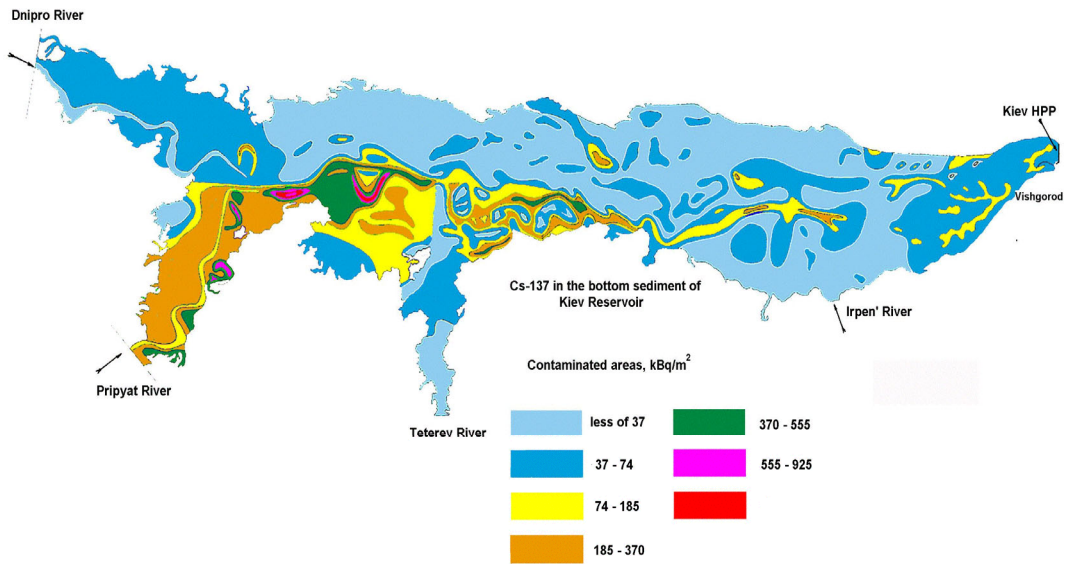 Dnipro River
Kiev HPP
Vishgorod
Cs-137 in the bottom sediment of
Kiev Reservoir
Irpen' River
Pripyat River
Contaminated areas, kBq/m²
Teterev River
less of 37
370 - 555
37 - 74
555 - 925
74 - 185
185 - 370